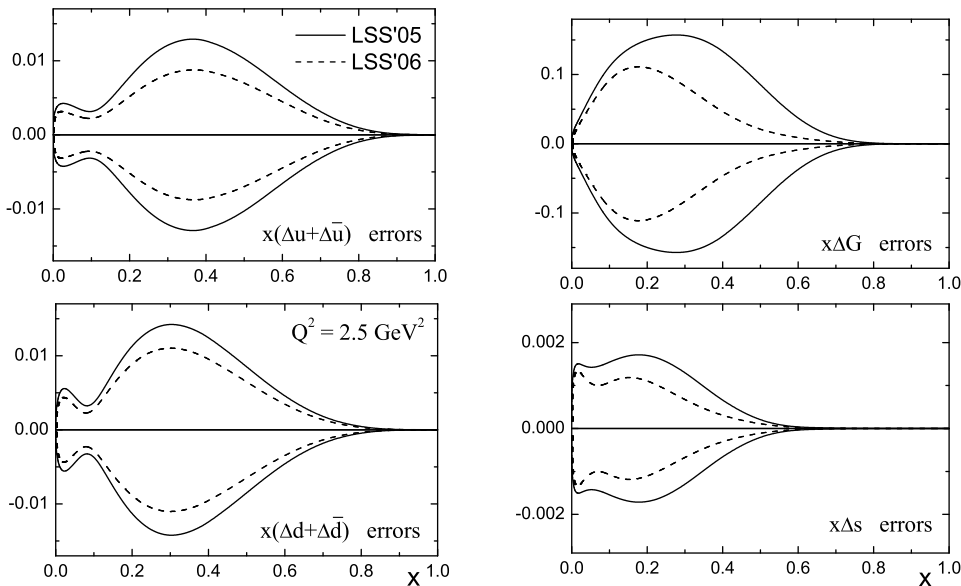 LSS'05
LSS'06
0.01
0.00
-0.01
x(Δu+Δū) errors
0.0 0.2 0.4 0.6 0.8 1.0
0.1
0.0
-0.1
xΔG errors
0.0 0.2 0.4 0.6 0.8 1.0
Q² = 2.5 GeV²
0.01
0.00
-0.01
x(Δd+Δd̄) errors
0.0 0.2 0.4 0.6 0.8 1.0
x
0.002
0.000
-0.002
xΔs errors
0.0 0.2 0.4 0.6 0.8 1.0
x